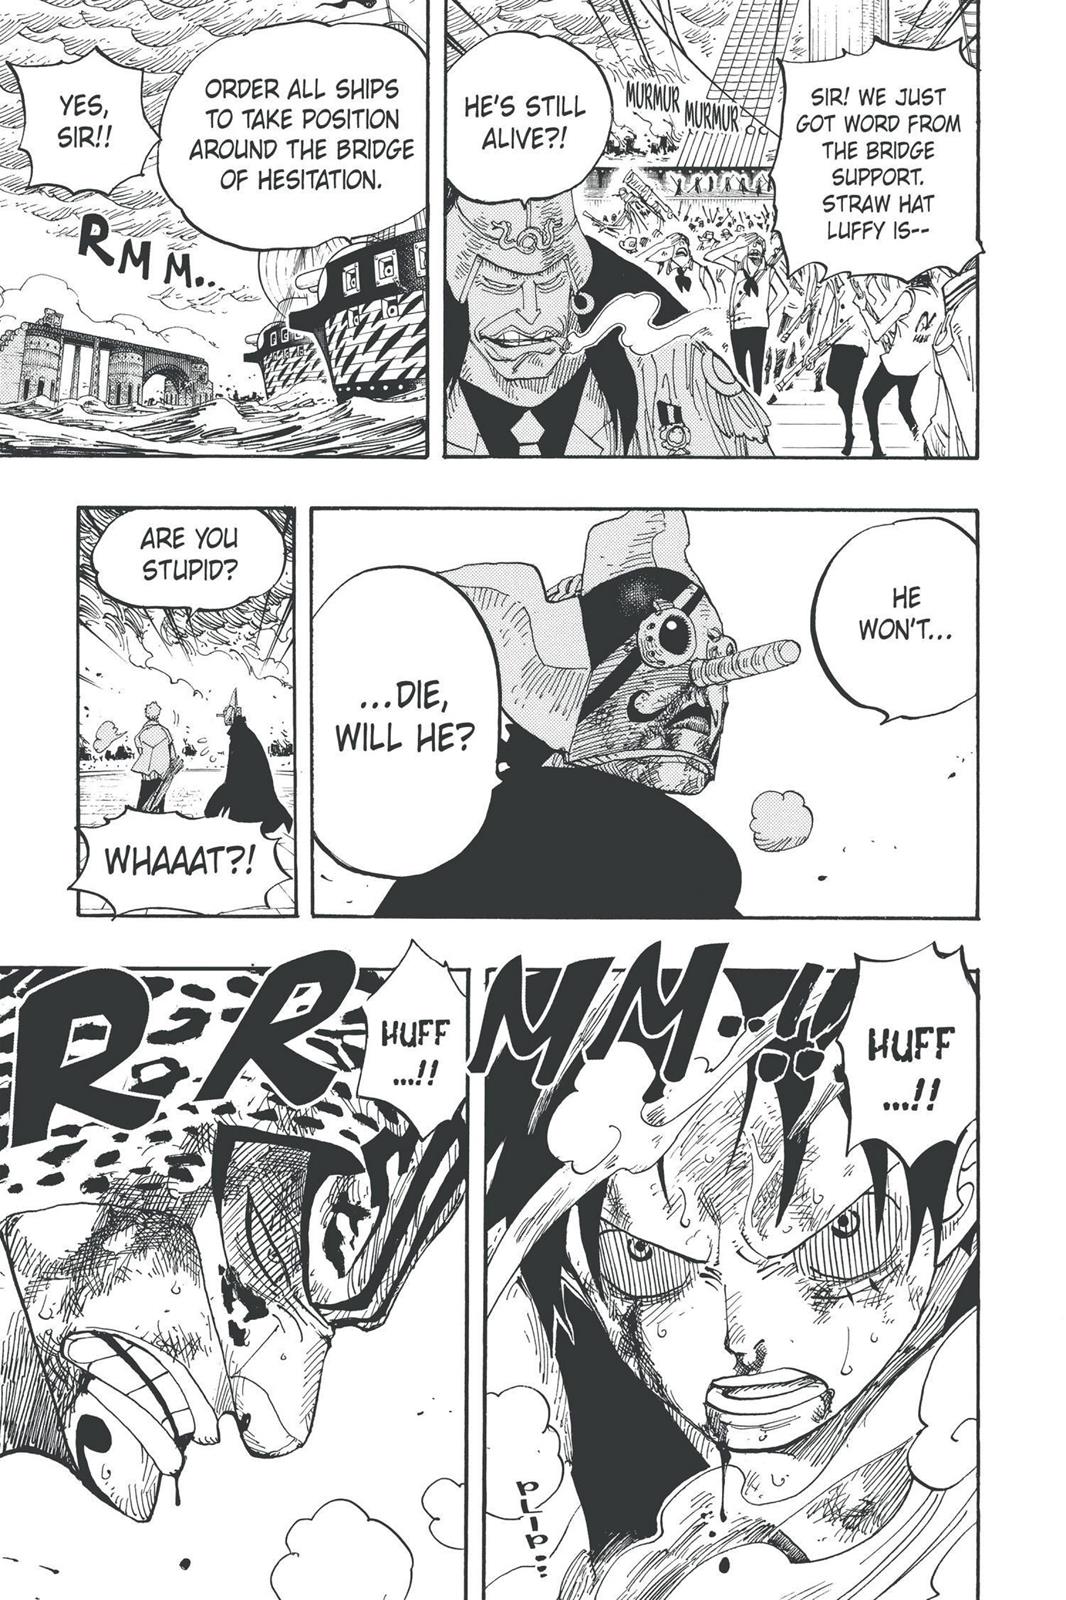 SIR! WE JUST
GOT WORD FROM
THE BRIDGE
SUPPORT.
STRAW HAT
LUFFY IS--
MURMUR
MURMUR
HE'S STILL
ALIVE?!
ORDER ALL SHIPS
TO TAKE POSITION
AROUND THE BRIDGE
OF HESITATION.
YES,
SIR!!
RMMM..
HE
WON'T...
...DIE,
WILL HE?
ARE YOU
STUPID?
WHAAAT?!
HUFF
...!!
HUFF
...!!
RRMM..!!
PLIP...